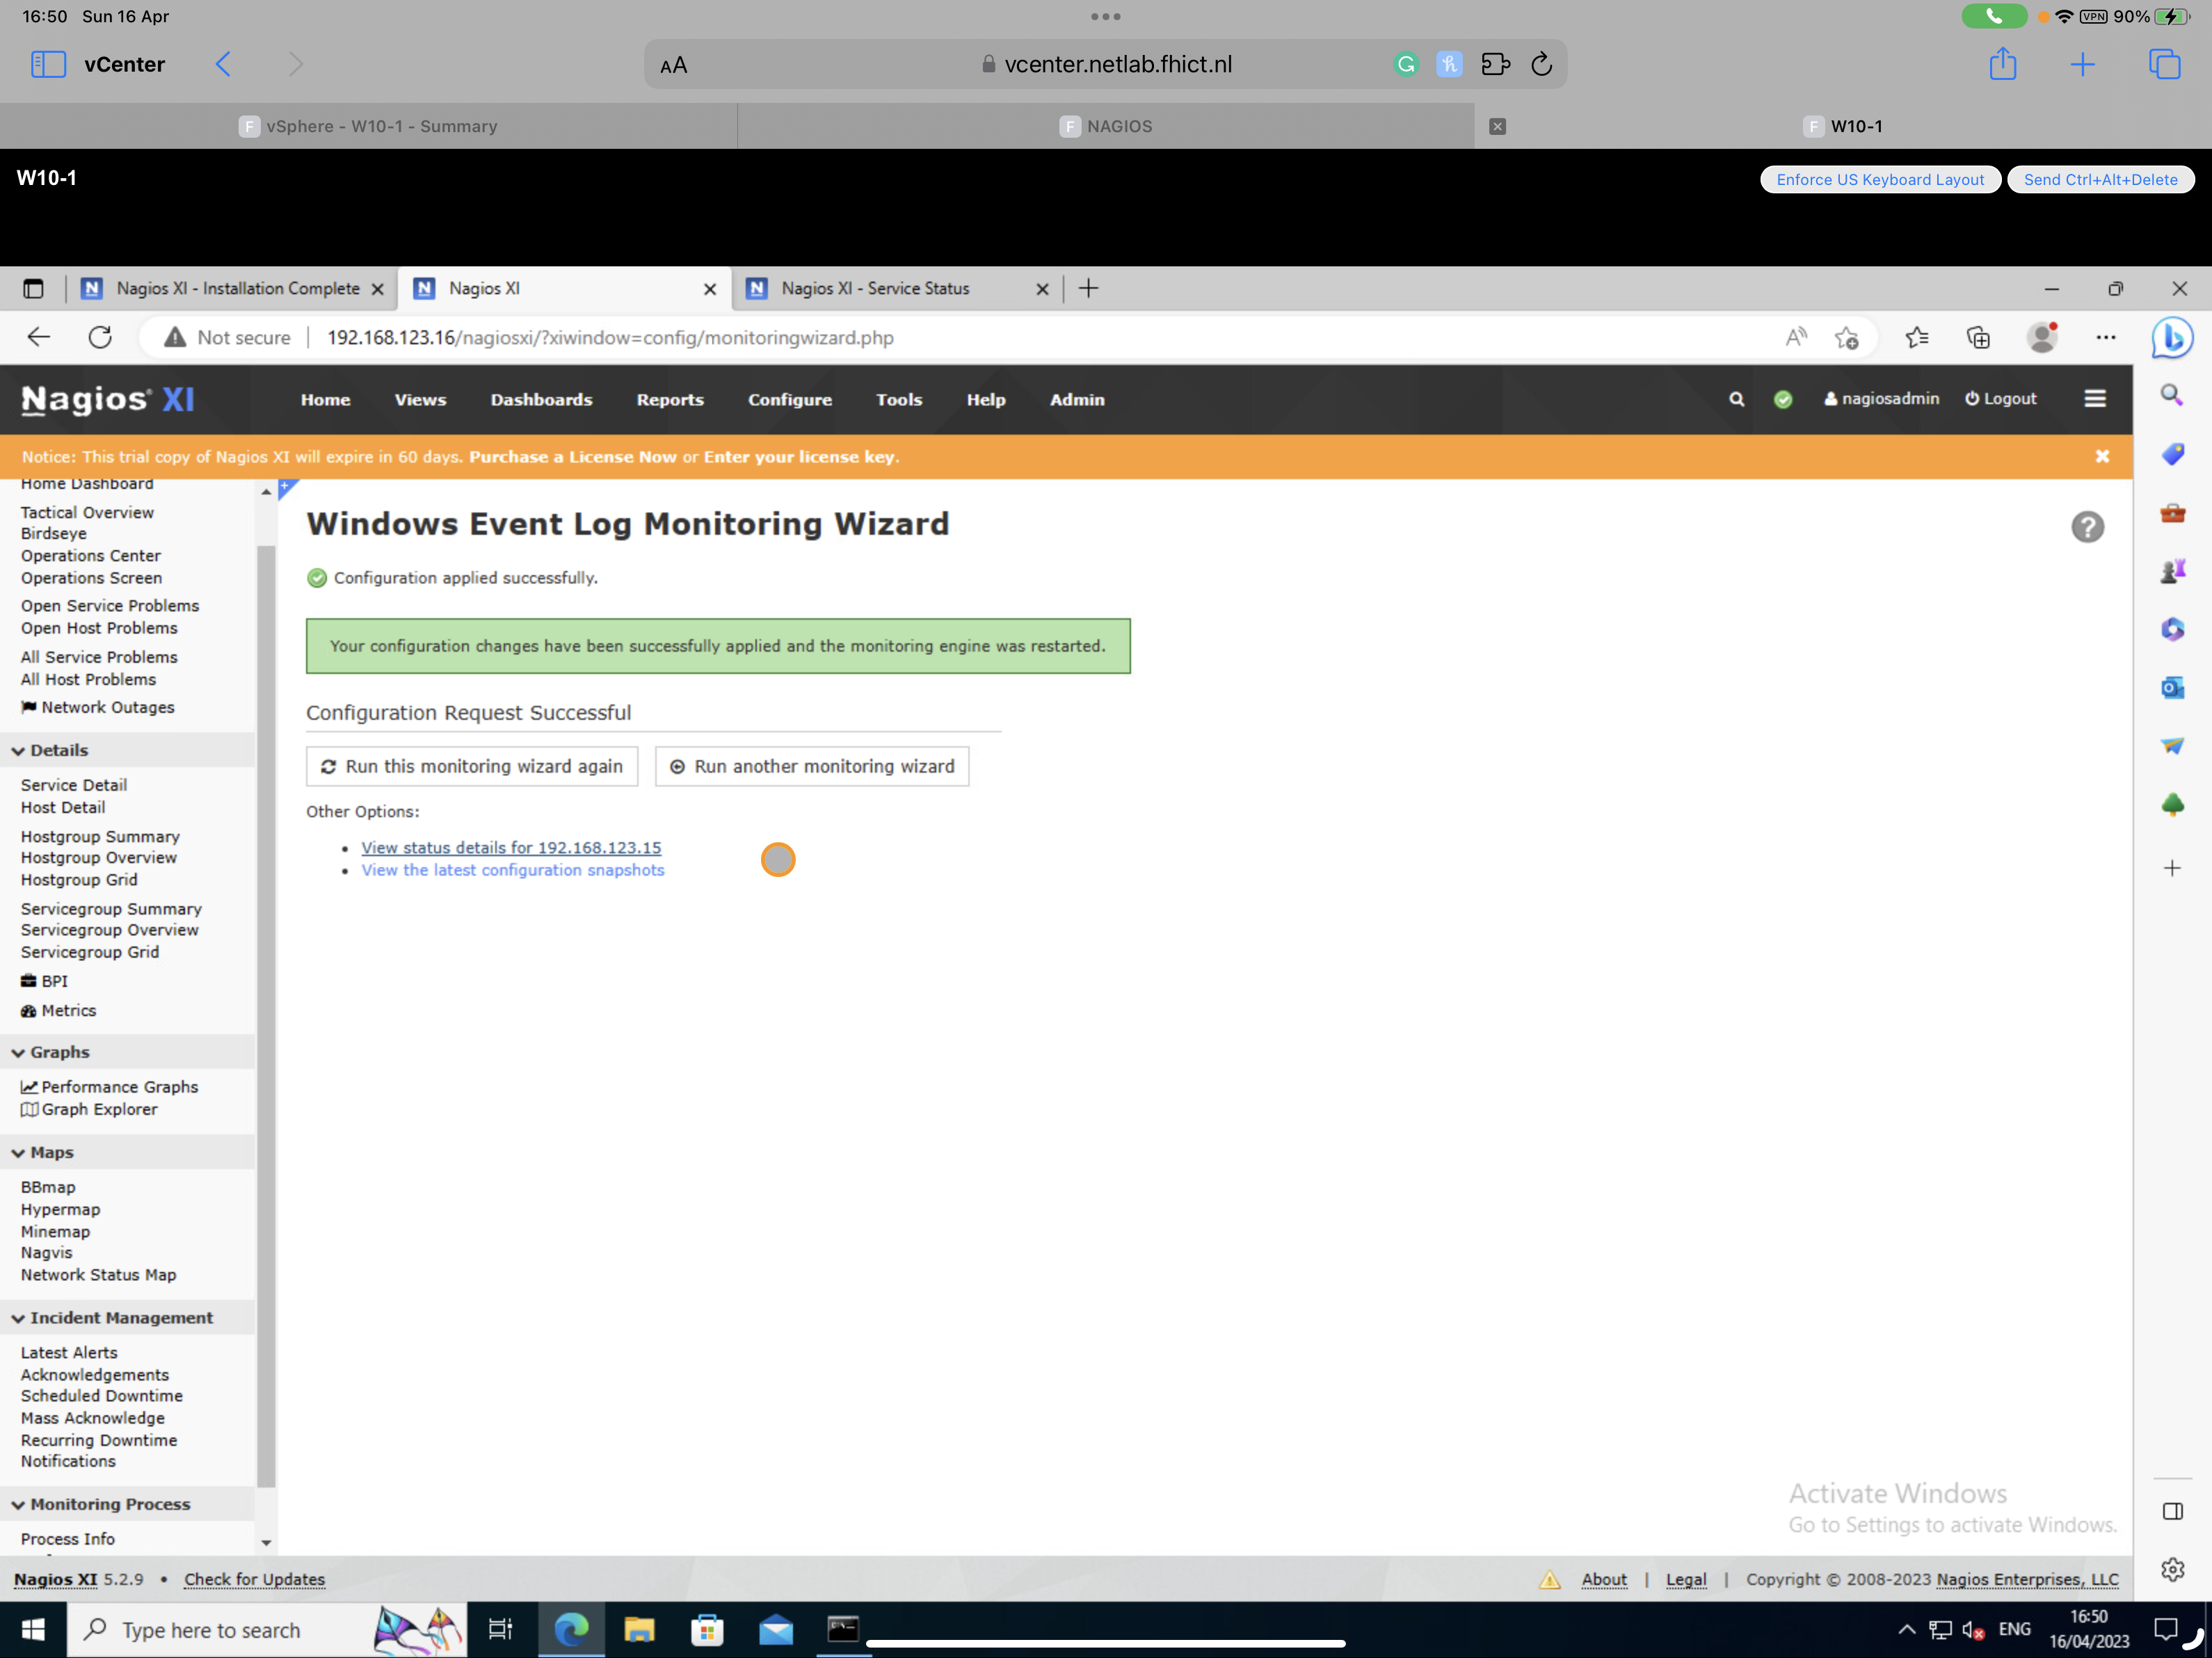 16:50 Sun 16 Apr
VPN 90%
vCenter
AA
vcenter.netlab.fhict.nl
F vSphere - W10-1 - Summary
F NAGIOS
F W10-1
W10-1
Enforce US Keyboard Layout
Send Ctrl+Alt+Delete
N Nagios XI - Installation Complete
N Nagios XI
N Nagios XI - Service Status
Not secure
192.168.123.16/nagiosxi/?xiwindow=config/monitoringwizard.php
Nagios® XI
Home
Views
Dashboards
Reports
Configure
Tools
Help
Admin
nagiosadmin
Logout
Notice: This trial copy of Nagios XI will expire in 60 days. Purchase a License Now or Enter your license key.
Home Dashboard
Tactical Overview
Birdseye
Operations Center
Operations Screen
Open Service Problems
Open Host Problems
All Service Problems
All Host Problems
Network Outages
Details
Service Detail
Host Detail
Hostgroup Summary
Hostgroup Overview
Hostgroup Grid
Servicegroup Summary
Servicegroup Overview
Servicegroup Grid
BPI
Metrics
Graphs
Performance Graphs
Graph Explorer
Maps
BBmap
Hypermap
Minemap
Nagvis
Network Status Map
Incident Management
Latest Alerts
Acknowledgements
Scheduled Downtime
Mass Acknowledge
Recurring Downtime
Notifications
Monitoring Process
Process Info
Windows Event Log Monitoring Wizard
Configuration applied successfully.
Your configuration changes have been successfully applied and the monitoring engine was restarted.
Configuration Request Successful
Run this monitoring wizard again
Run another monitoring wizard
Other Options:
• View status details for 192.168.123.15
• View the latest configuration snapshots
Activate Windows
Go to Settings to activate Windows.
Nagios XI 5.2.9 • Check for Updates
About | Legal | Copyright © 2008-2023 Nagios Enterprises, LLC
Type here to search
ENG
16:50
16/04/2023